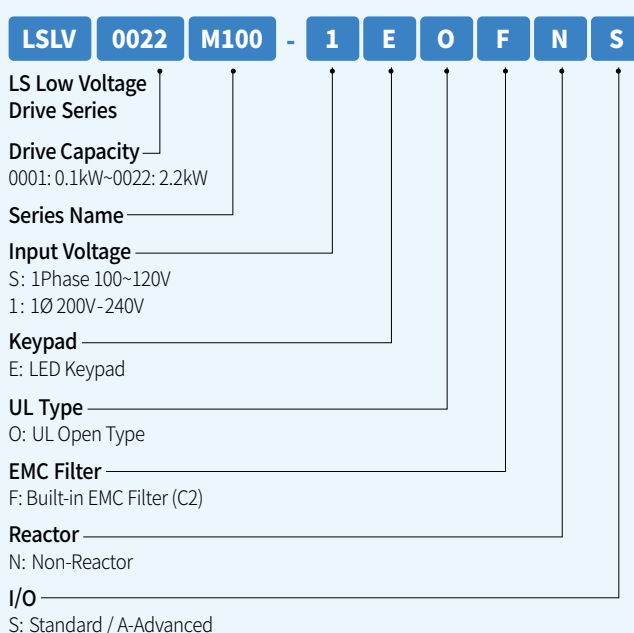 LSLV 0022 M100 - 1 E O F N S
LS Low Voltage
Drive Series
Drive Capacity
0001: 0.1kW~0022: 2.2kW
Series Name
Input Voltage
S: 1Phase 100~120V
1: 1Ø 200V-240V
Keypad
E: LED Keypad
UL Type
O: UL Open Type
EMC Filter
F: Built-in EMC Filter (C2)
Reactor
N: Non-Reactor
I/O
S: Standard / A-Advanced